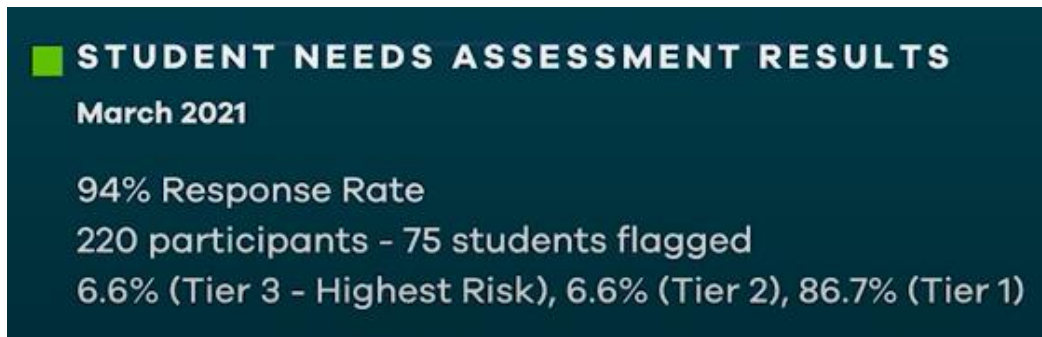 STUDENT NEEDS ASSESSMENT RESULTS
March 2021
94% Response Rate
220 participants - 75 students flagged
6.6% (Tier 3 - Highest Risk), 6.6% (Tier 2), 86.7% (Tier 1)